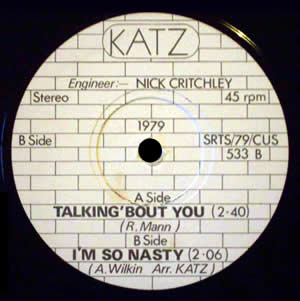 KATZ
Engineer:- NICK CRITCHLEY
Stereo 45 rpm
1979
B Side SRTS/79/CUS
533 B
A Side
TALKING'BOUT YOU (2·40)
(R. Mann)
B Side
I'M SO NASTY (2·06)
(A. Wilkin Arr. KATZ)